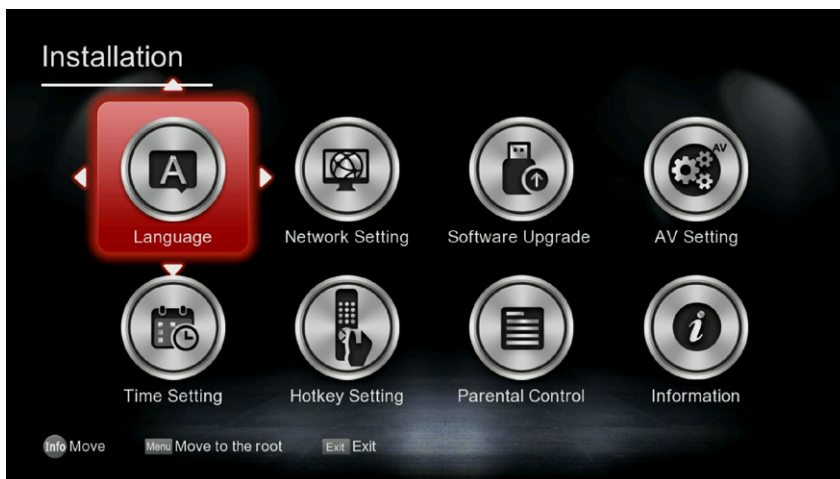 Installation
A
AV
Language
Network Setting
Software Upgrade
AV Setting
Time Setting
Hotkey Setting
Parental Control
Information
Info Move
Menu Move to the root
Exit Exit